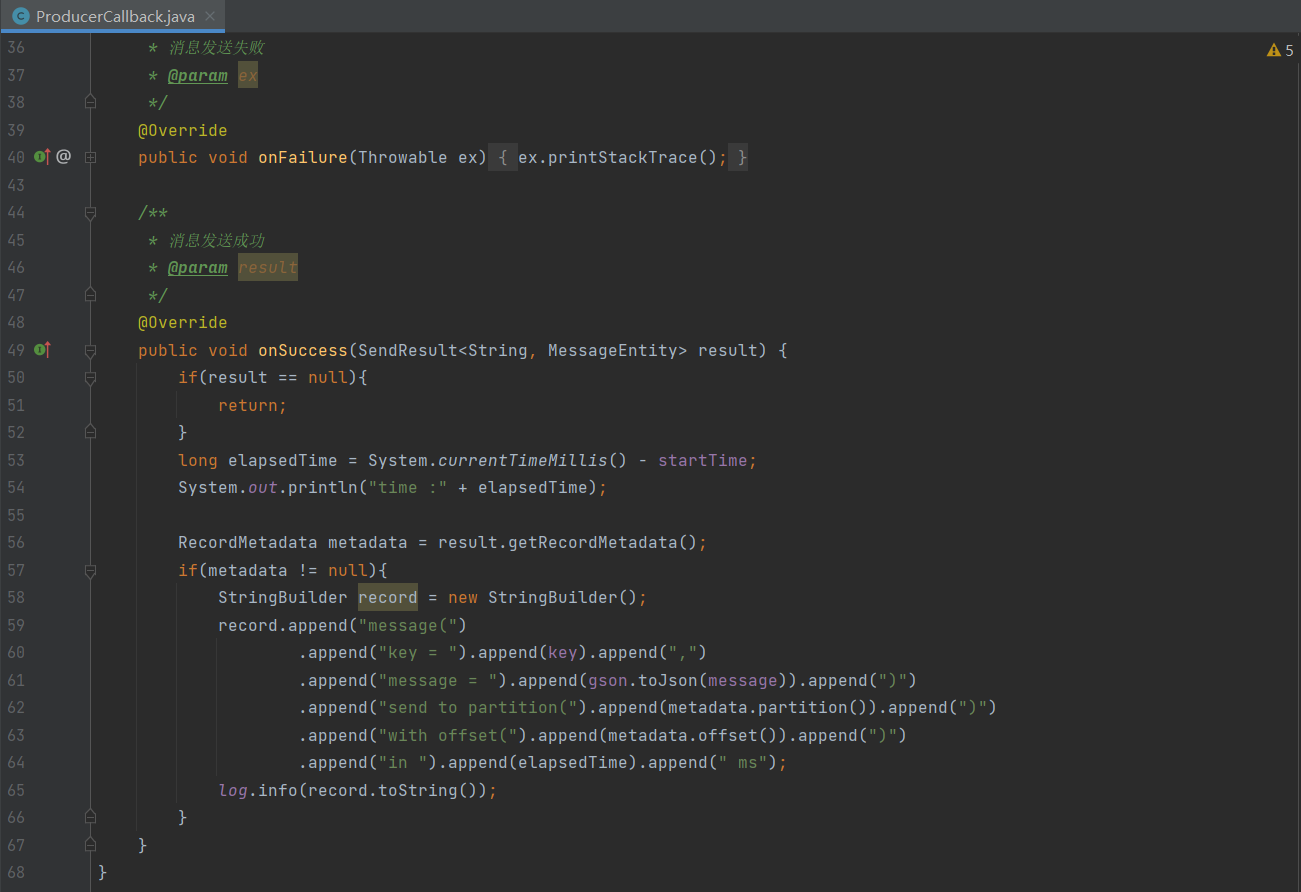 ProducerCallback.java
5
36 * 消息发送失败
37 * @param ex
38 */
39 @Override
40 @ public void onFailure(Throwable ex) { ex.printStackTrace(); }
43
44 /**
45 * 消息发送成功
46 * @param result
47 */
48 @Override
49 public void onSuccess(SendResult<String, MessageEntity> result) {
50 if(result == null){
51 return;
52 }
53 long elapsedTime = System.currentTimeMillis() - startTime;
54 System.out.println("time :" + elapsedTime);
55
56 RecordMetadata metadata = result.getRecordMetadata();
57 if(metadata != null){
58 StringBuilder record = new StringBuilder();
59 record.append("message(")
60 .append("key = ").append(key).append(",")
61 .append("message = ").append(gson.toJson(message)).append(")")
62 .append("send to partition(").append(metadata.partition()).append(")")
63 .append("with offset(").append(metadata.offset()).append(")")
64 .append("in ").append(elapsedTime).append(" ms");
65 log.info(record.toString());
66 }
67 }
68 }